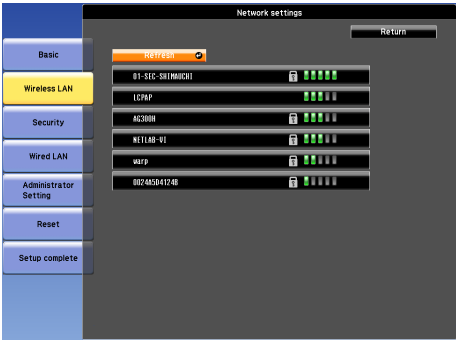 Network settings
Return
Basic
Wireless LAN
Security
Wired LAN
Administrator
Setting
Reset
Setup complete
Refresh
01-SEC-SHIMAUCHI
LCPAP
AG300H
NETLAB-VI
warp
0024A5D4124B